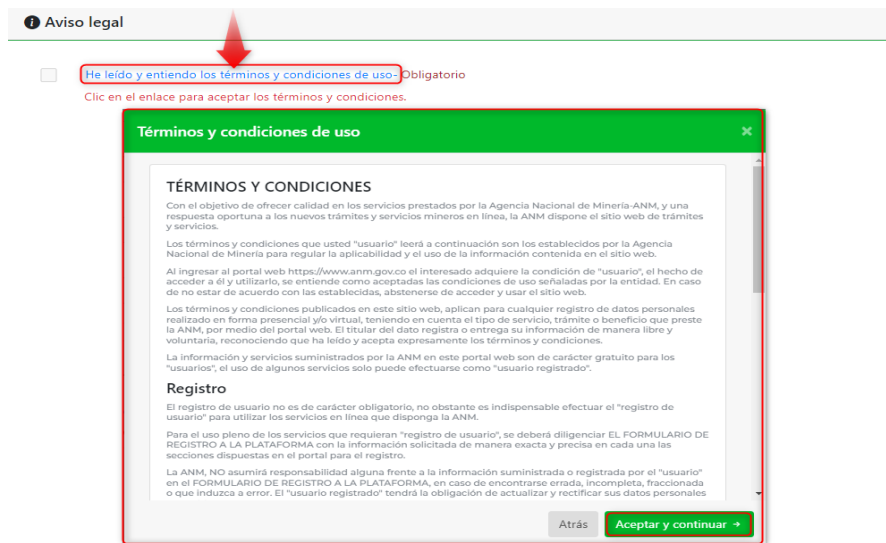 Aviso legal
He leído y entiendo los términos y condiciones de uso- Obligatorio
Clic en el enlace para aceptar los términos y condiciones.
Términos y condiciones de uso
TÉRMINOS Y CONDICIONES
Con el objetivo de ofrecer calidad en los servicios prestados por la Agencia Nacional de Minería-ANM, y una
respuesta oportuna a los nuevos trámites y servicios mineros en línea, la ANM dispone el sitio web de trámites
y servicios.
Los términos y condiciones que usted "usuario" leerá a continuación son los establecidos por la Agencia
Nacional de Minería para regular la aplicabilidad y el uso de la información contenida en el sitio web.
Al ingresar al portal web https://www.anm.gov.co el interesado adquiere la condición de "usuario", el hecho de
acceder a él y utilizarlo, se entiende como aceptadas las condiciones de uso señaladas por la entidad. En caso
de no estar de acuerdo con las establecidas, abstenerse de acceder y usar el sitio web.
Los términos y condiciones publicados en este sitio web, aplican para cualquier registro de datos personales
realizado en forma presencial y/o virtual, teniendo en cuenta el tipo de servicio, trámite o beneficio que preste
la ANM, por medio del portal web. El titular del dato registra o entrega su información de manera libre y
voluntaria, reconociendo que ha leído y acepta expresamente los términos y condiciones.
La información y servicios suministrados por la ANM en este portal web son de carácter gratuito para los
"usuarios", el uso de algunos servicios solo puede efectuarse como "usuario registrado".
Registro
El registro de usuario no es de carácter obligatorio, no obstante es indispensable efectuar el "registro de
usuario" para utilizar los servicios en línea que disponga la ANM.
Para el uso pleno de los servicios que requieran "registro de usuario", se deberá diligenciar EL FORMULARIO DE
REGISTRO A LA PLATAFORMA con la información solicitada de manera exacta y precisa en cada una las
secciones dispuestas en el portal para el registro.
La ANM, NO asumirá responsabilidad alguna frente a la información suministrada o registrada por el "usuario"
en el FORMULARIO DE REGISTRO A LA PLATAFORMA, en caso de encontrarse errada, incompleta, fraccionada
o que induzca a error. El "usuario registrado" tendrá la obligación de actualizar y rectificar sus datos personales
Atrás Aceptar y continuar →